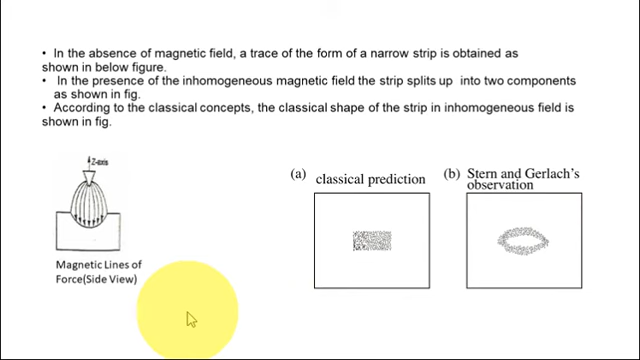 • In the absence of magnetic field, a trace of the form of a narrow strip is obtained as
shown in below figure.
• In the presence of the inhomogeneous magnetic field the strip splits up into two components
as shown in fig.
• According to the classical concepts, the classical shape of the strip in inhomogeneous field is
shown in fig.
Z-axis
Magnetic Lines of
Force(Side View)
(a) classical prediction
(b) Stern and Gerlach's
observation